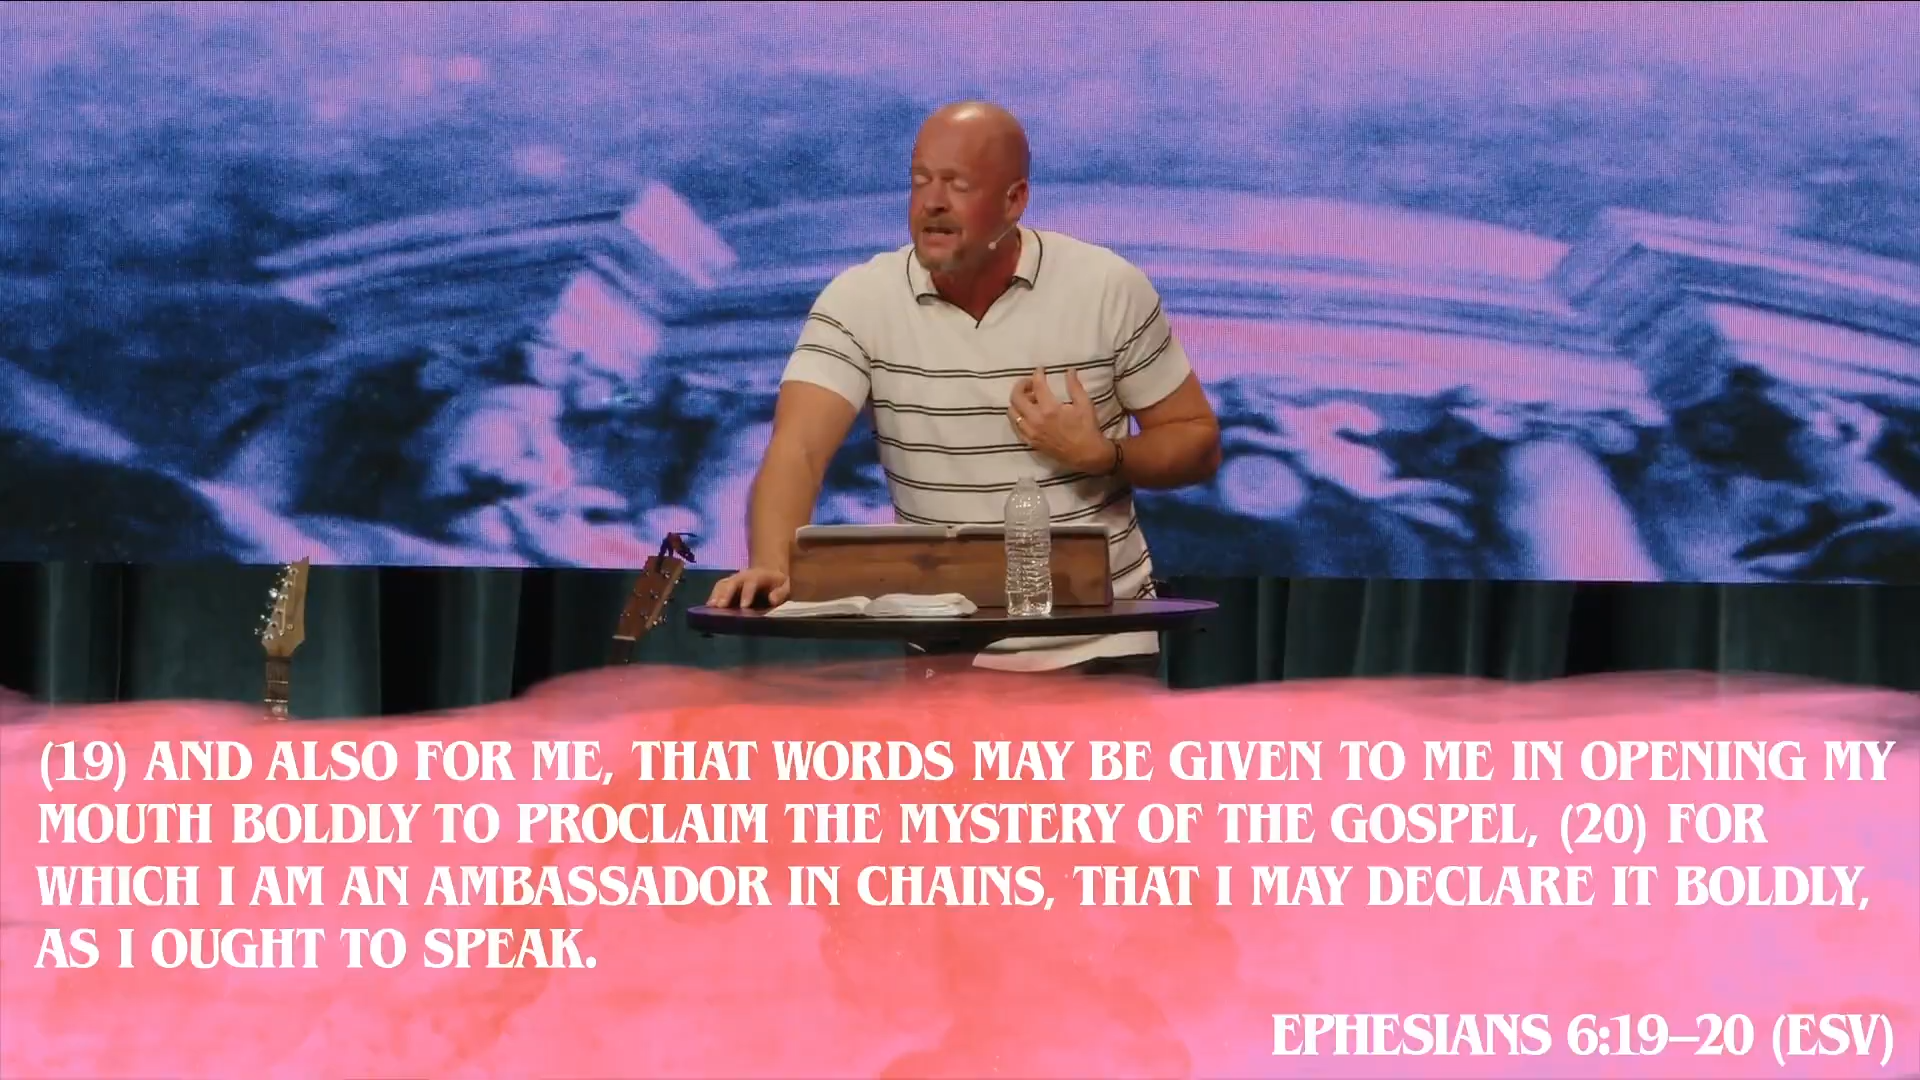 (19) AND ALSO FOR ME, THAT WORDS MAY BE GIVEN TO ME IN OPENING MY
MOUTH BOLDLY TO PROCLAIM THE MYSTERY OF THE GOSPEL, (20) FOR
WHICH I AM AN AMBASSADOR IN CHAINS, THAT I MAY DECLARE IT BOLDLY,
AS I OUGHT TO SPEAK.
EPHESIANS 6:19–20 (ESV)